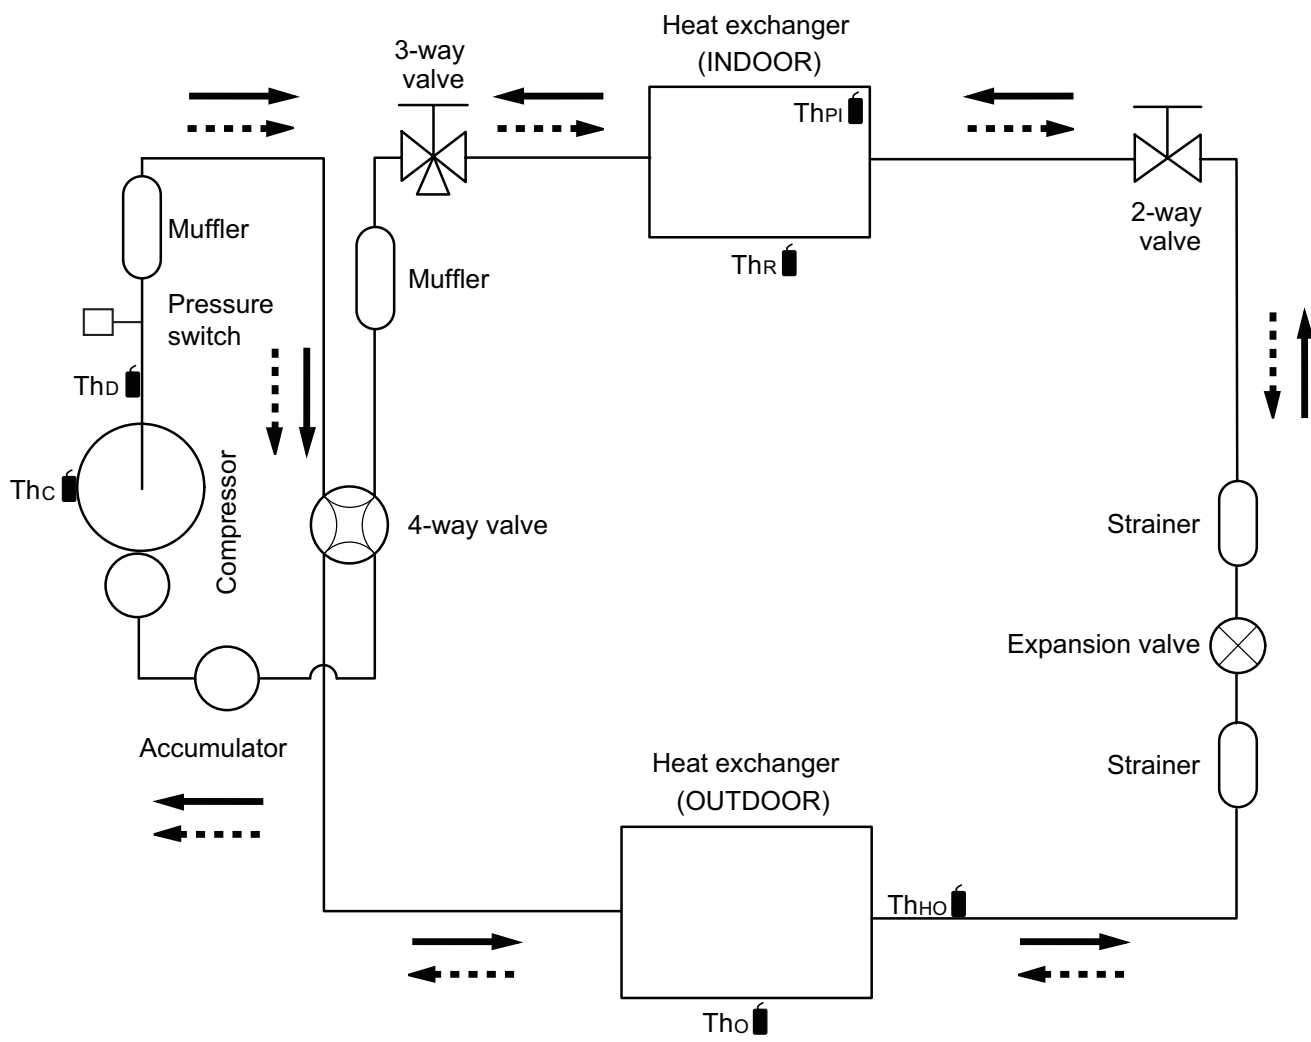 Heat exchanger
(INDOOR)
3-way
valve
ThPI
Muffler
2-way
valve
ThR
Muffler
Pressure
switch
ThD
ThC
Compressor
4-way valve
Strainer
Expansion valve
Accumulator
Heat exchanger
(OUTDOOR)
Strainer
ThHO
ThO